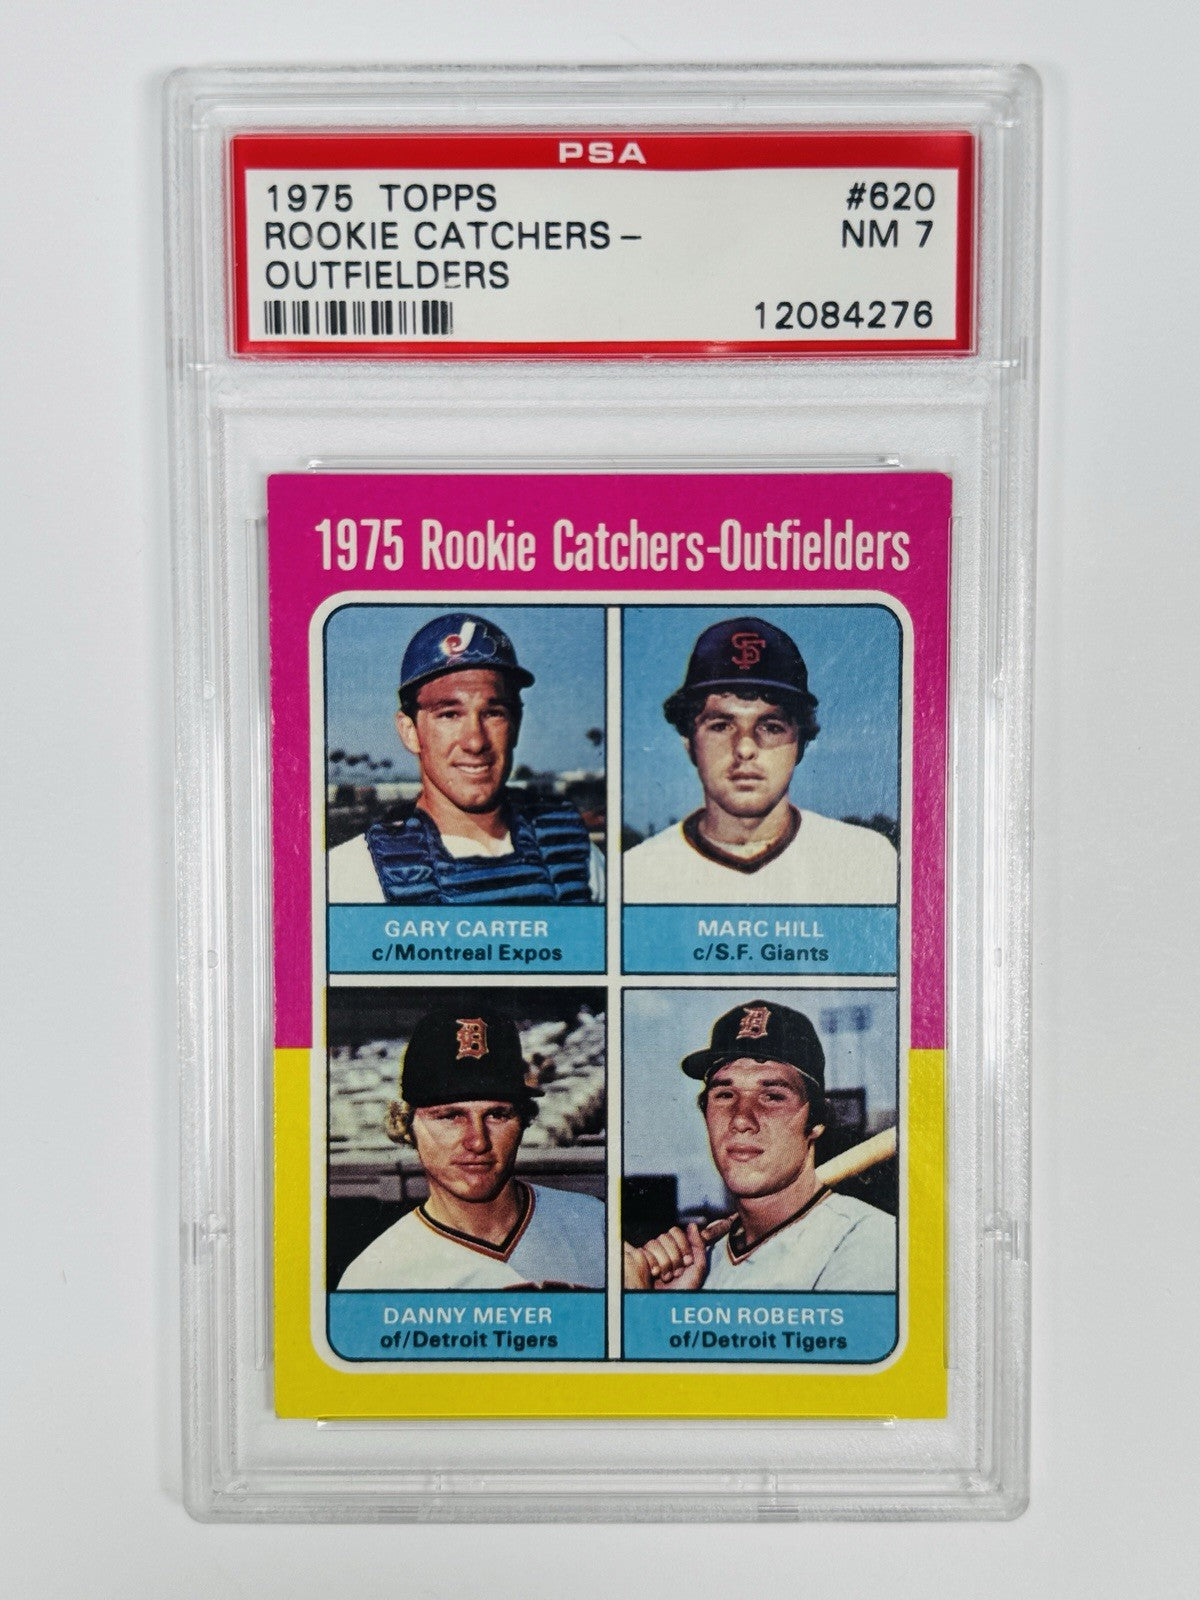 PSA
1975 TOPPS #620
ROOKIE CATCHERS- NM 7
OUTFIELDERS
12084276
1975 Rookie Catchers-Outfielders
SF
GARY CARTER
c/Montreal Expos
MARC HILL
c/S.F. Giants
D
D
DANNY MEYER
of/Detroit Tigers
LEON ROBERTS
of/Detroit Tigers